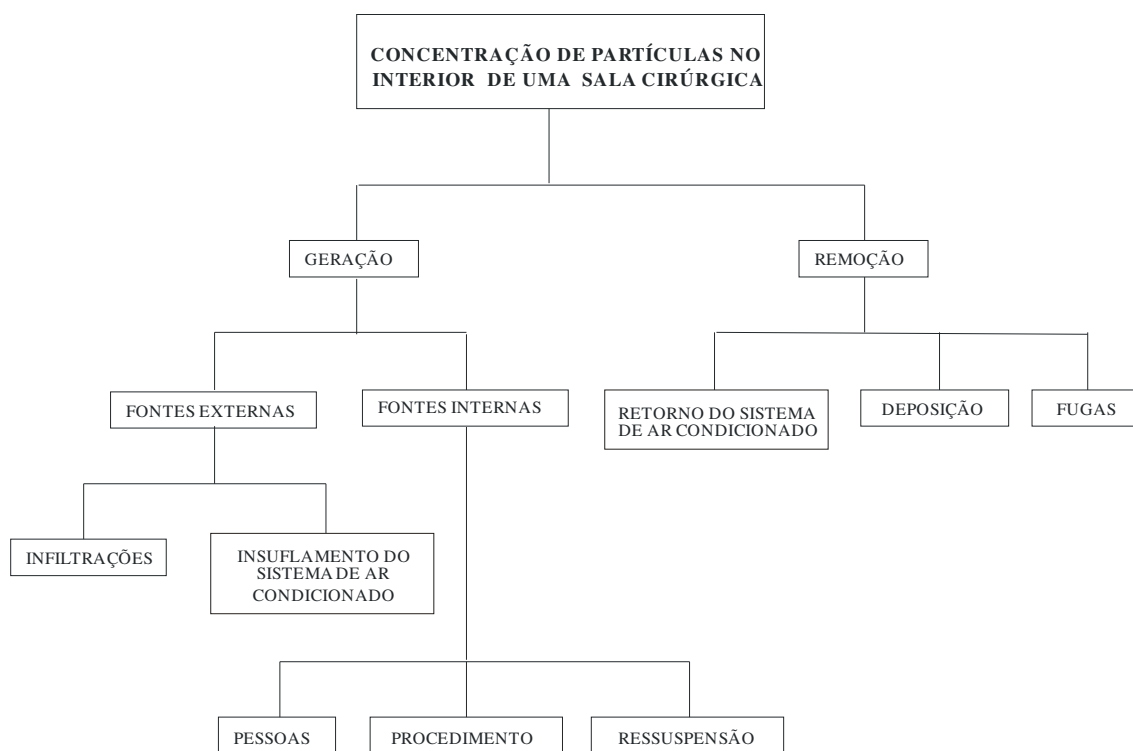 CONCENTRAÇÃO DE PARTÍCULAS NO
INTERIOR DE UMA SALA CIRÚRGICA
GERAÇÃO
REMOÇÃO
FONTES EXTERNAS
FONTES INTERNAS
RETORNO DO SISTEMA
DE AR CONDICIONADO
DEPOSIÇÃO
FUGAS
INFILTRAÇÕES
INSUFLAMENTO DO
SISTEMA DE AR
CONDICIONADO
PESSOAS
PROCEDIMENTO
RESSUSPENSÃO